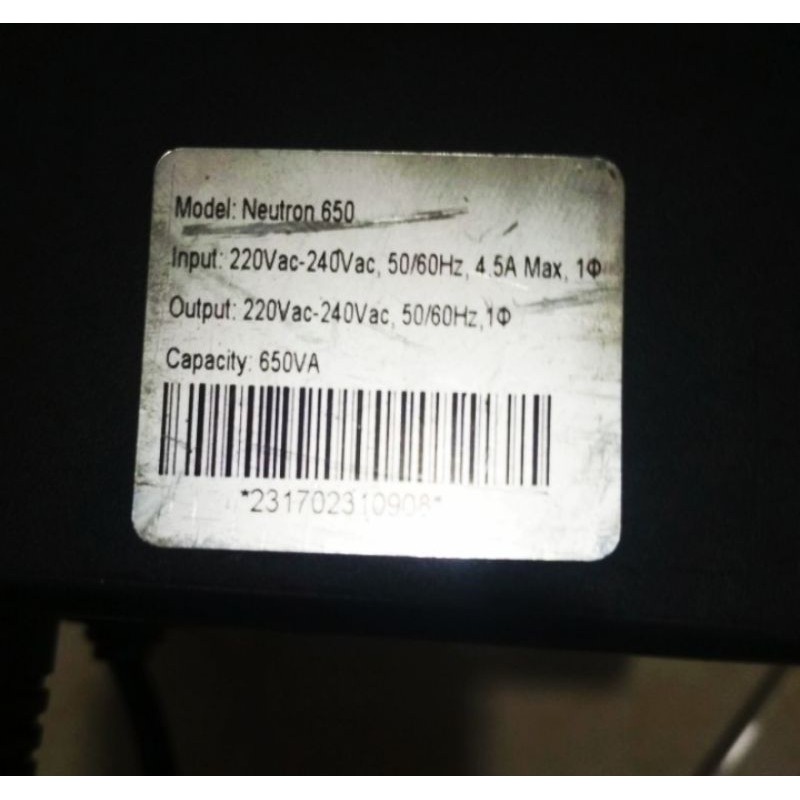 Model: Neutron 650
Input: 220Vac-240Vac, 50/60Hz, 4.5A Max, 1Φ
Output: 220Vac-240Vac, 50/60Hz,1Φ
Capacity: 650VA
*231702310908*